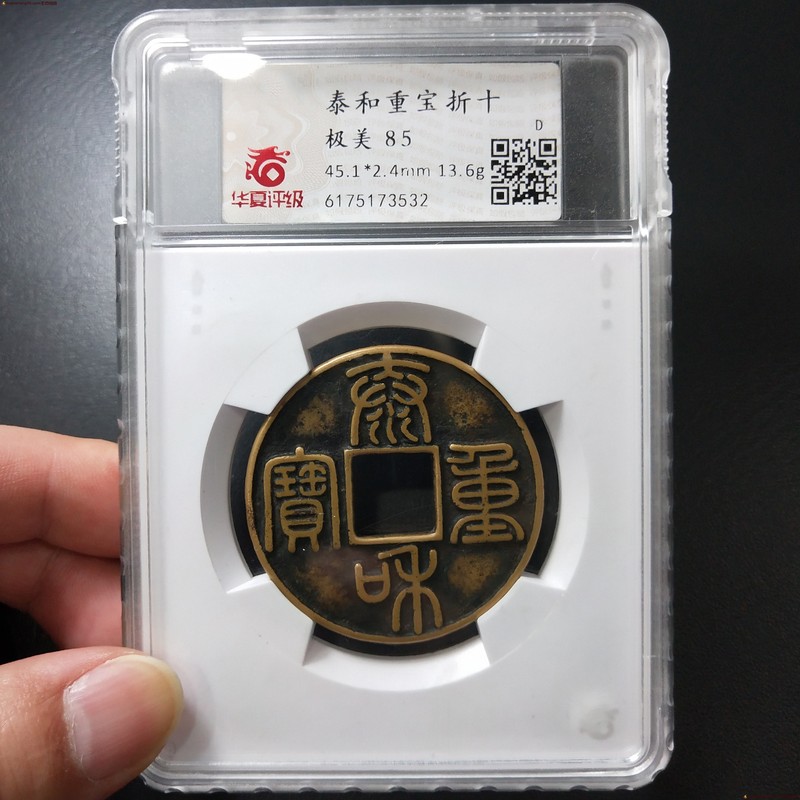 泰和重宝折十
极美 85
D
45.1*2.4mm 13.6g
华夏评级
6175173532
泰
寶 重
和